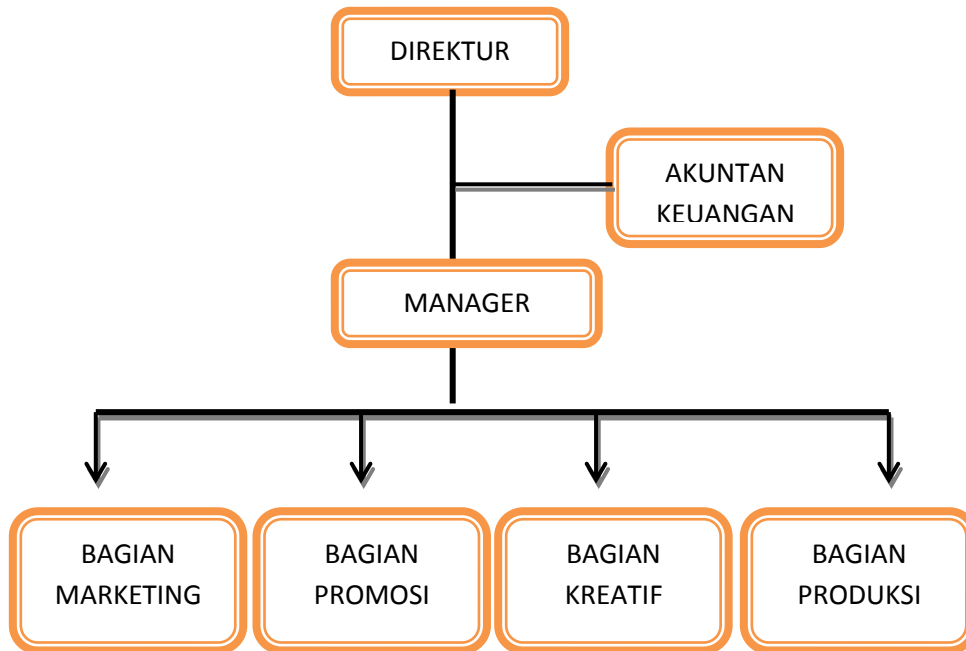 DIREKTUR
AKUNTAN
KEUANGAN
MANAGER
BAGIAN
MARKETING
BAGIAN
PROMOSI
BAGIAN
KREATIF
BAGIAN
PRODUKSI